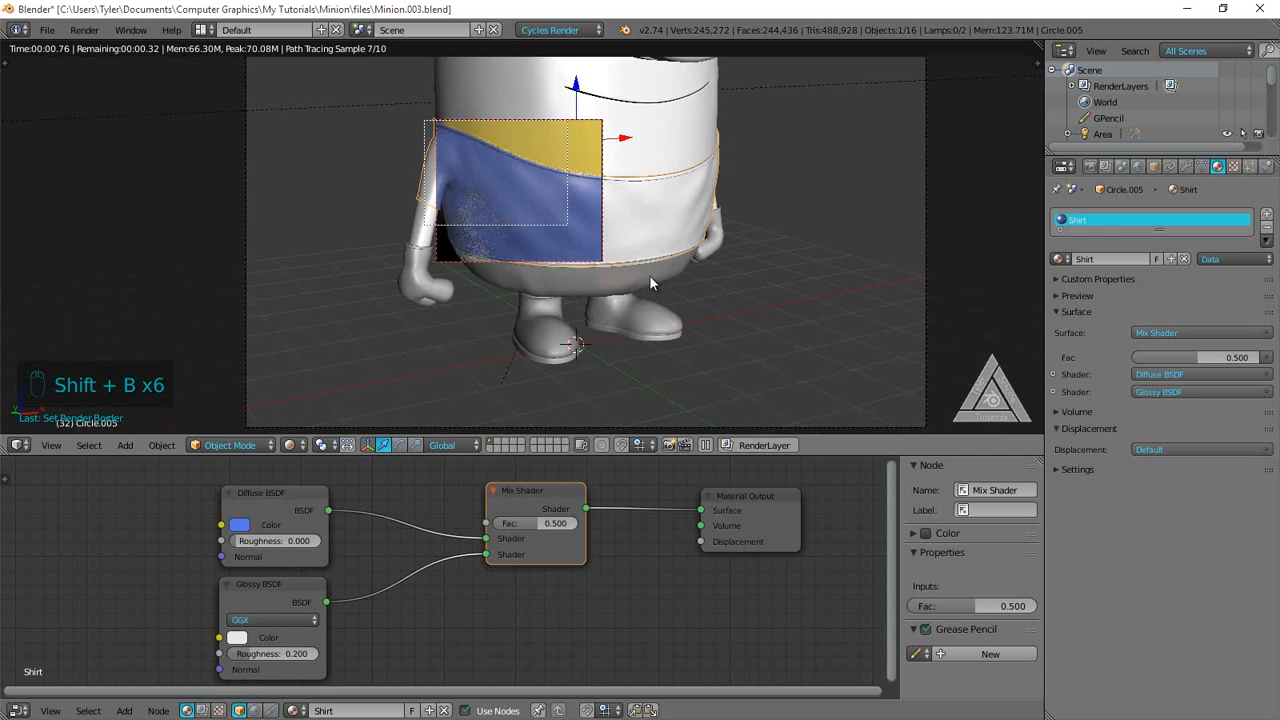 Blender* [C:\Users\Tyler\Documents\Computer Graphics\My Tutorials\Minion\files\Minion.003.blend]
File Render Window Help Default Scene Cycles Render v2.74 | Verts:245,272 | Faces:244,436 | Tris:488,928 | Objects:1/16 | Lamps:0/2 | Mem:123.71M | Circle.005
Time:00:00.76 | Remaining:00:00.32 | Mem:66.30M, Peak:70.08M | Path Tracing Sample 7/10
View Search All Scenes
Scene
RenderLayers
World
GPencil
Area
Circle.005 Shirt
Shirt
Shirt F Data
Custom Properties
Preview
Surface
Surface: Mix Shader
Fac: 0.500
Shader: Diffuse BSDF
Shader: Glossy BSDF
Volume
Displacement
Displacement: Default
Settings
Shift + B x6
Last: Set Render Border
(32) Circle.005
Tutorials
View Select Add Object Object Mode Global RenderLayer
Diffuse BSDF
BSDF
Color
Roughness: 0.000
Normal
Glossy BSDF
BSDF
GGX
Color
Roughness: 0.200
Normal
Mix Shader
Shader
Fac: 0.500
Shader
Shader
Material Output
Surface
Volume
Displacement
Node
Name: Mix Shader
Label:
Color
Properties
Inputs:
Fac: 0.500
Grease Pencil
New
Shirt
View Select Add Node Shirt F Use Nodes